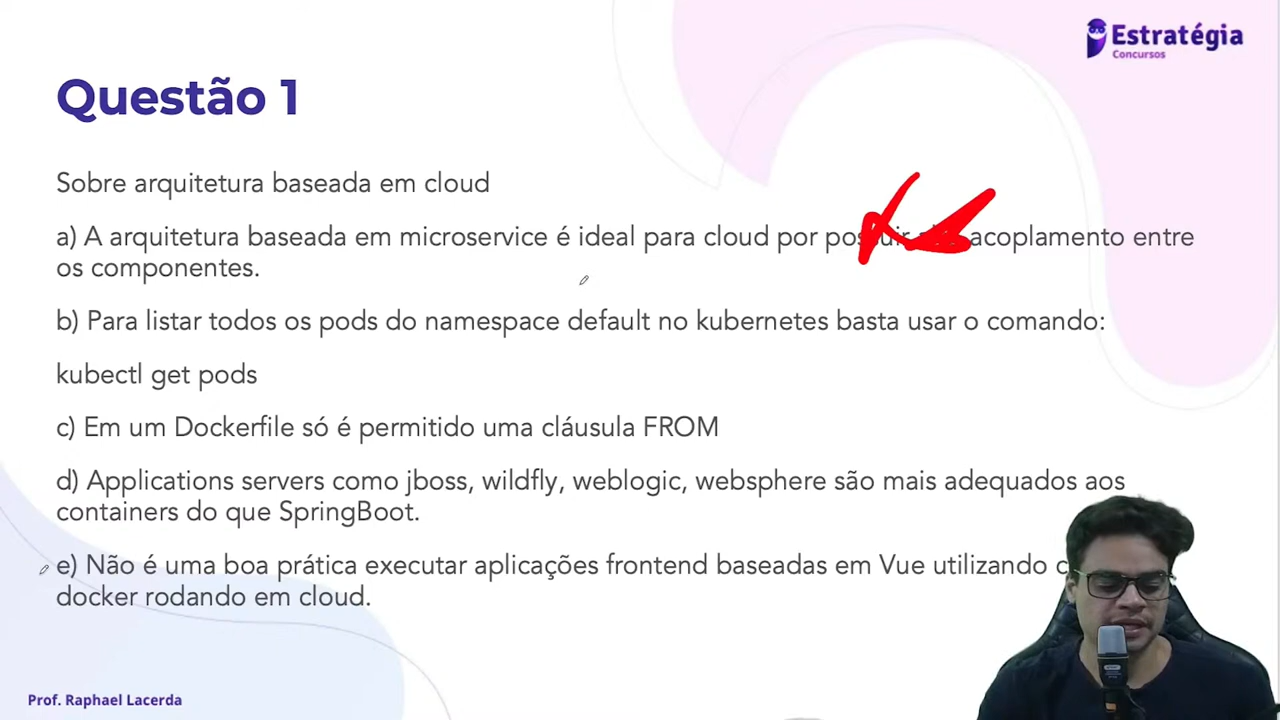 Estratégia
Concursos
Questão 1
Sobre arquitetura baseada em cloud
a) A arquitetura baseada em microservice é ideal para cloud por possuir acoplamento entre
os componentes.
b) Para listar todos os pods do namespace default no kubernetes basta usar o comando:
kubectl get pods
c) Em um Dockerfile só é permitido uma cláusula FROM
d) Applications servers como jboss, wildfly, weblogic, websphere são mais adequados aos
containers do que SpringBoot.
e) Não é uma boa prática executar aplicações frontend baseadas em Vue utilizando
docker rodando em cloud.
Prof. Raphael Lacerda